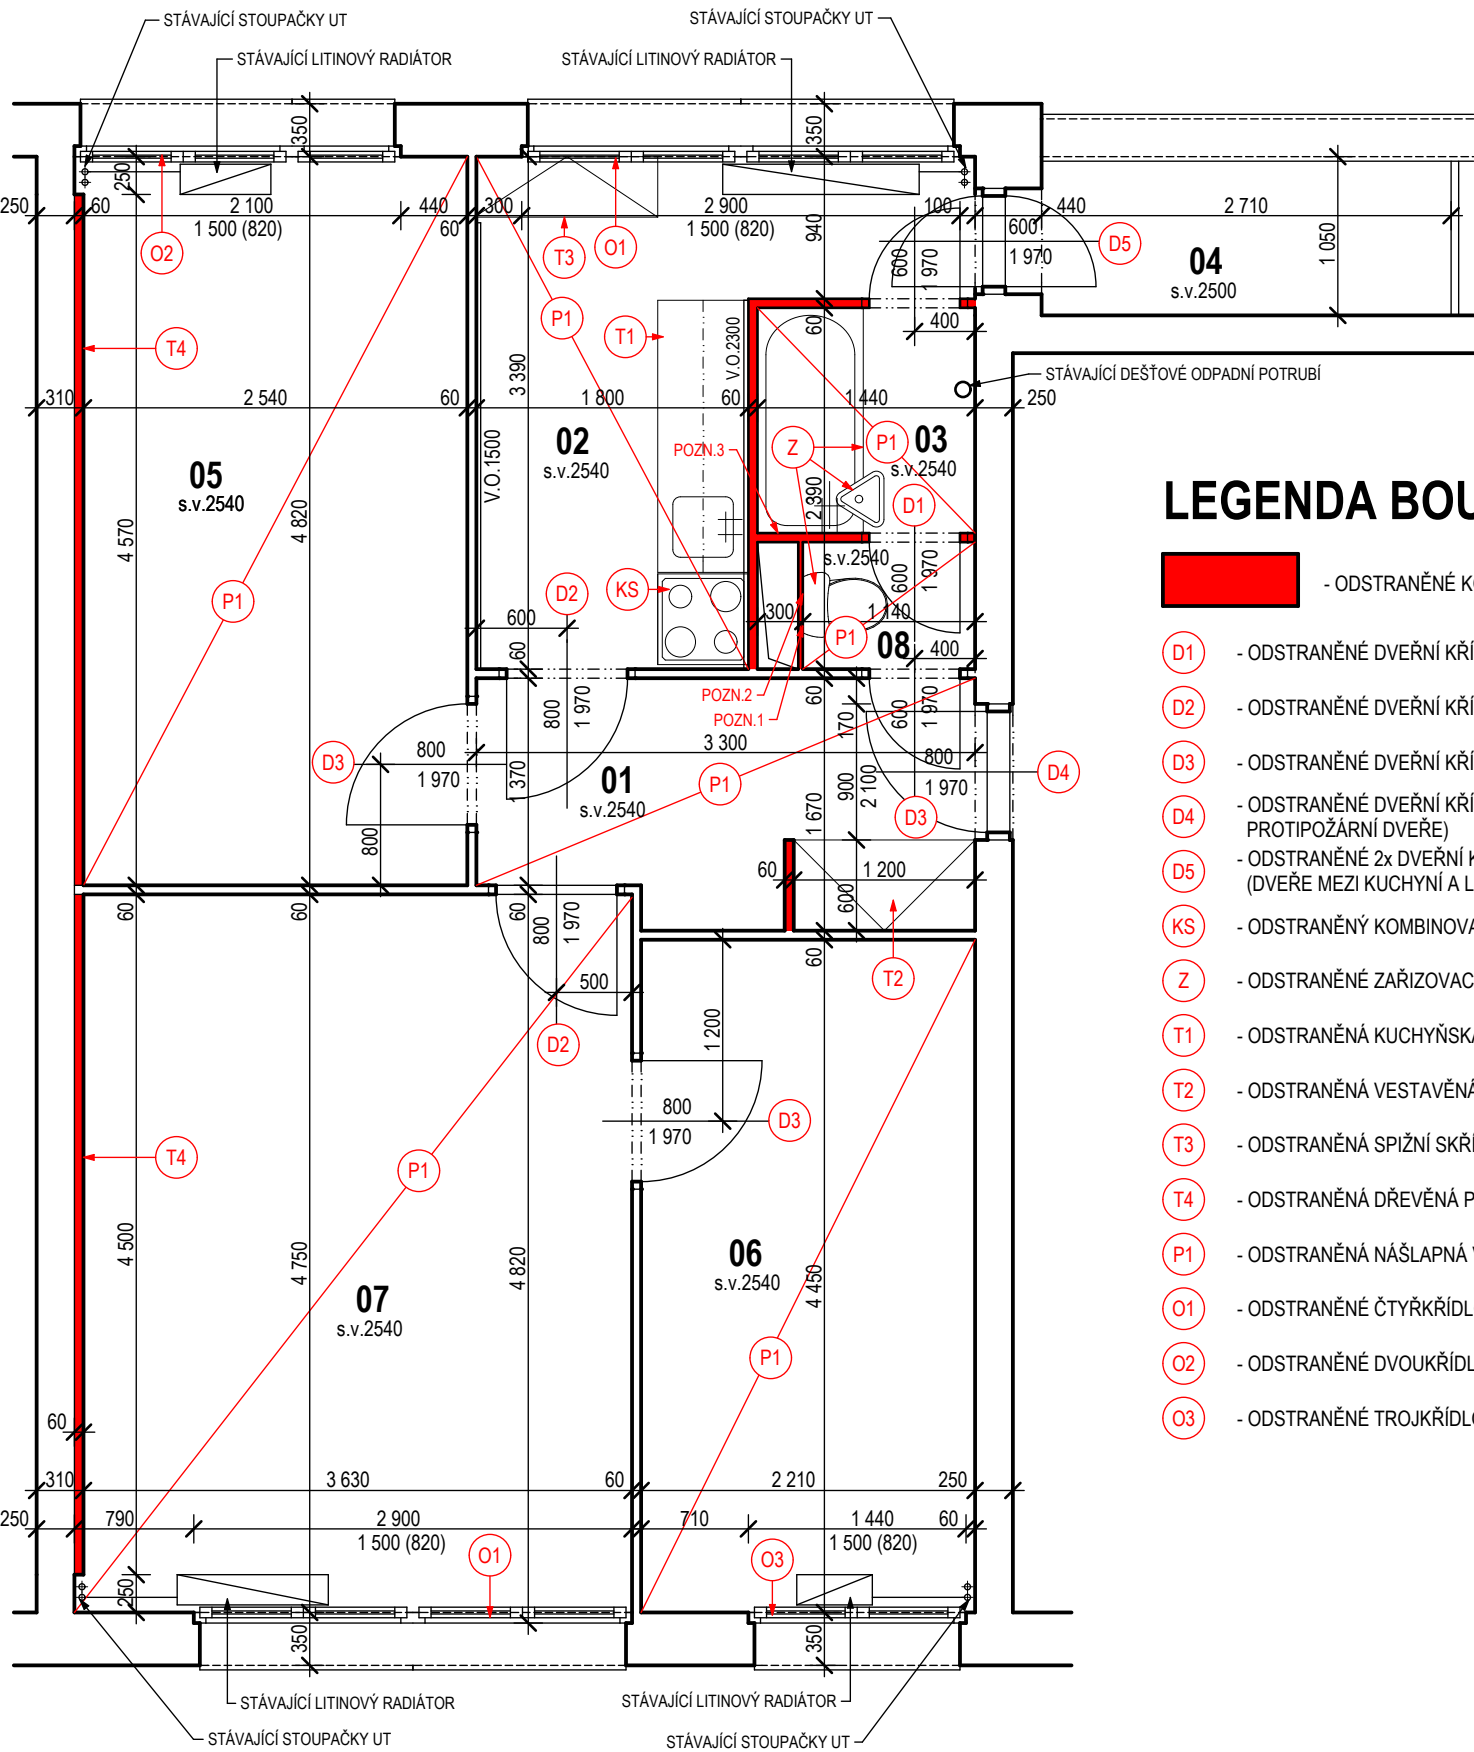 STÁVAJÍCÍ STOUPAČKY UT
STÁVAJÍCÍ STOUPAČKY UT
STÁVAJÍCÍ LITINOVÝ RADIÁTOR
STÁVAJÍCÍ LITINOVÝ RADIÁTOR
350
350
250
250
60
2 100
440
300
2 900
100
440
2 710
1 500 (820)
60
1 500 (820)
940
600
1 970
600
1 970
1 050
O2
T3
O1
D5
04
s.v.2500
P1
T1
V.O.2300
60
400
T4
STÁVAJÍCÍ DEŠŤOVÉ ODPADNÍ POTRUBÍ
3 390
310
2 540
60
1 800
60
1 440
250
02
s.v.2540
POZN.3
Z
P1
03
s.v.2540
05
s.v.2540
V.O.1500
2 390
D1
4 570
4 820
s.v.2540
600
1 970
P1
D2
KS
600
300
1 140
P1
08
400
60
POZN.2
POZN.1
60
800
1 970
170
600
1 970
3 300
D3
800
1 970
800
1 970
D4
01
s.v.2540
P1
1 370
1 670
900
2 100
D3
800
60
1 200
600
60
60
60
800
1 970
60
T2
500
D2
1 200
800
1 970
D3
T4
P1
4 500
4 750
4 820
06
s.v.2540
4 450
07
s.v.2540
P1
60
310
3 630
60
2 210
250
250
790
2 900
710
1 440
60
1 500 (820)
1 500 (820)
O1
O3
250
350
350
STÁVAJÍCÍ LITINOVÝ RADIÁTOR
STÁVAJÍCÍ LITINOVÝ RADIÁTOR
STÁVAJÍCÍ STOUPAČKY UT
STÁVAJÍCÍ STOUPAČKY UT
LEGENDA BOU
- ODSTRANĚNÉ KO
D1 - ODSTRANĚNÉ DVEŘNÍ KŘÍ
D2 - ODSTRANĚNÉ DVEŘNÍ KŘÍ
D3 - ODSTRANĚNÉ DVEŘNÍ KŘÍ
D4 - ODSTRANĚNÉ DVEŘNÍ KŘÍ
PROTIPOŽÁRNÍ DVEŘE)
D5 - ODSTRANĚNÉ 2x DVEŘNÍ K
(DVEŘE MEZI KUCHYNÍ A L
KS - ODSTRANĚNÝ KOMBINOVA
Z - ODSTRANĚNÉ ZAŘIZOVAC
T1 - ODSTRANĚNÁ KUCHYŇSKÁ
T2 - ODSTRANĚNÁ VESTAVĚNÁ
T3 - ODSTRANĚNÁ SPIŽNÍ SKŘÍ
T4 - ODSTRANĚNÁ DŘEVĚNÁ P
P1 - ODSTRANĚNÁ NÁŠLAPNÁ V
O1 - ODSTRANĚNÉ ČTYŘKŘÍDL
O2 - ODSTRANĚNÉ DVOUKŘÍDL
O3 - ODSTRANĚNÉ TROJKŘÍDLO